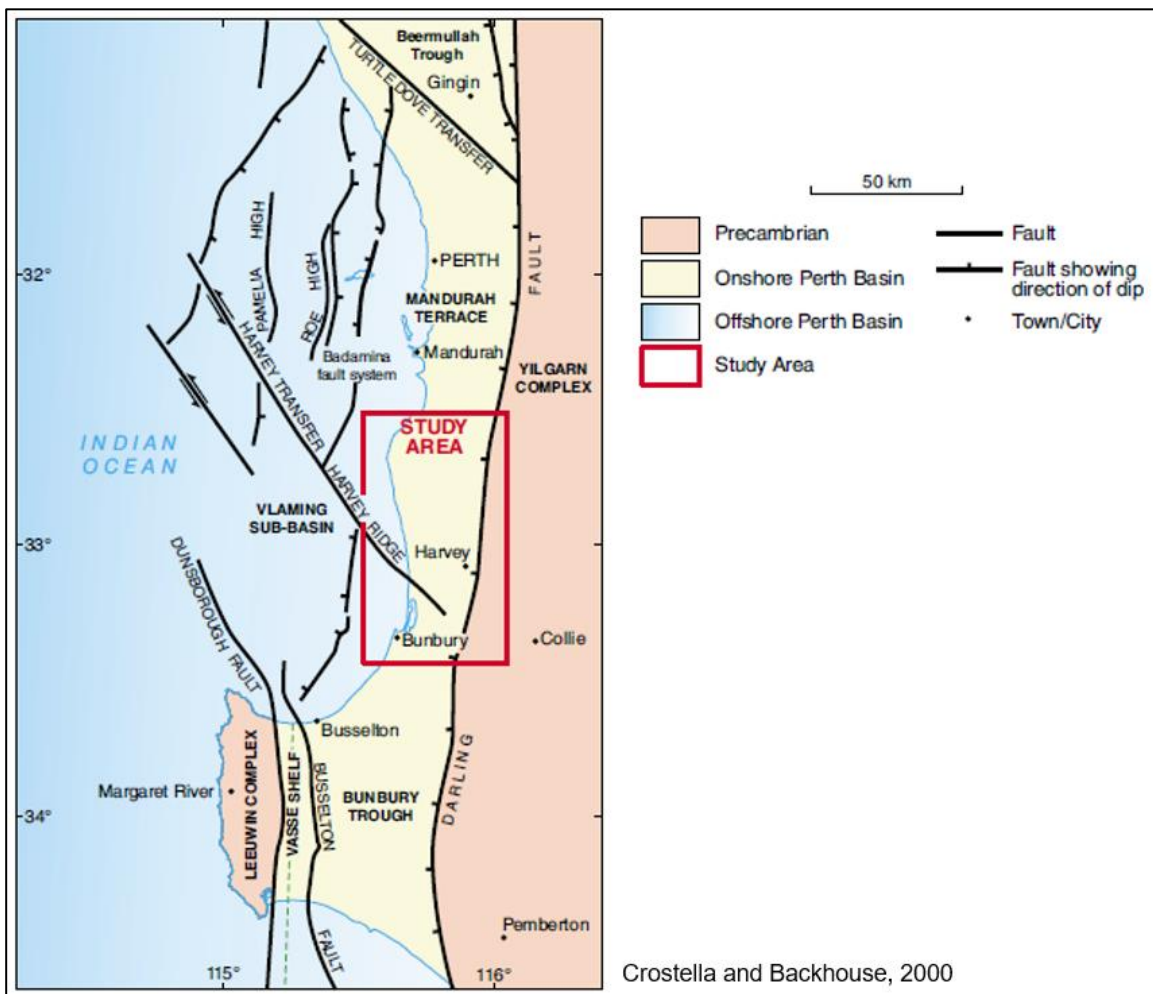 Beermullah
Trough
Gingin
TURTLE DOVE TRANSFER
PAMELIA HIGH
ROE HIGH
32°
PERTH
MANDURAH
TERRACE
FAULT
Mandurah
Badamina
fault system
YILGARN
COMPLEX
HARVEY TRANSFER
INDIAN
OCEAN
STUDY
AREA
HARVEY RIDGE
VLAMING
SUB-BASIN
33°
Harvey
DUNSBOROUGH FAULT
Bunbury
Collie
Busselton
LEEUWIN COMPLEX
VASSE SHELF
BUSSELTON
Margaret River
BUNBURY
TROUGH
DARLING
34°
Pemberton
FAULT
115°
116°
50 km
Precambrian
Onshore Perth Basin
Offshore Perth Basin
Study Area
Fault
Fault showing
direction of dip
Town/City
Crostella and Backhouse, 2000